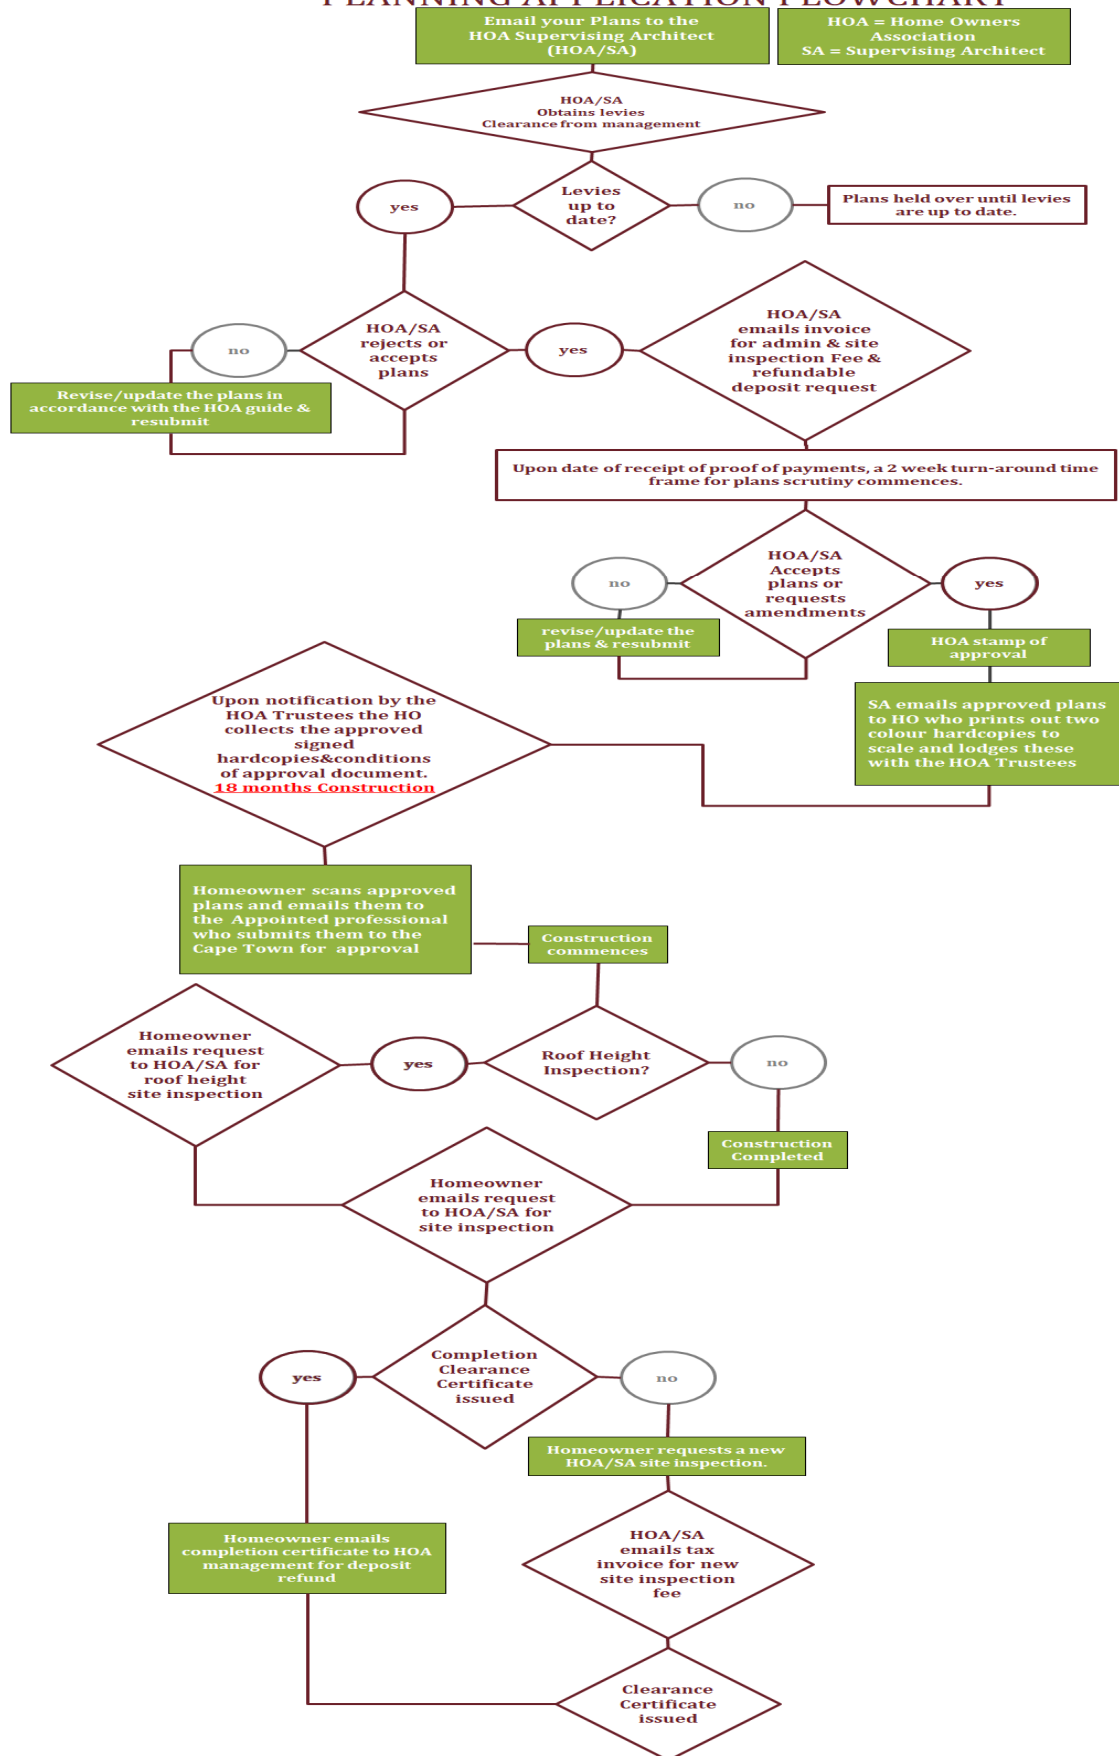 PLANNING APPLICATION FLOWCHART
Email your Plans to the
HOA Supervising Architect
(HOA/SA)
HOA = Home Owners
Association
SA = Supervising Architect
HOA/SA
Obtains levies
Clearance from management
Levies
up to
date?
yes
no
Plans held over until levies
are up to date.
HOA/SA
rejects or
accepts
plans
no
yes
HOA/SA
emails invoice
for admin & site
inspection Fee &
refundable
deposit request
Revise/update the plans in
accordance with the HOA guide &
resubmit
Upon date of receipt of proof of payments, a 2 week turn-around time
frame for plans scrutiny commences.
HOA/SA
Accepts
plans or
requests
amendments
no
yes
revise/update the
plans & resubmit
HOA stamp of
approval
SA emails approved plans
to HO who prints out two
colour hardcopies to
scale and lodges these
with the HOA Trustees
Upon notification by the
HOA Trustees the HO
collects the approved
signed
hardcopies&conditions
of approval document.
18 months Construction
Homeowner scans approved
plans and emails them to
the Appointed professional
who submits them to the
Cape Town for approval
Construction
commences
Homeowner
emails request
to HOA/SA for
roof height
site inspection
yes
Roof Height
Inspection?
no
Construction
Completed
Homeowner
emails request
to HOA/SA for
site inspection
Completion
Clearance
Certificate
issued
yes
no
Homeowner requests a new
HOA/SA site inspection.
Homeowner emails
completion certificate to HOA
management for deposit
refund
HOA/SA
emails tax
invoice for new
site inspection
fee
Clearance
Certificate
issued